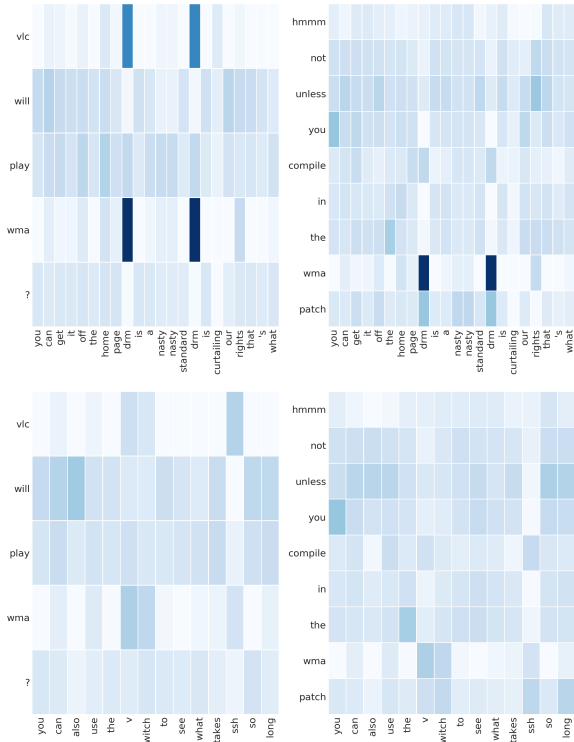 vlc
will
play
wma
?
you can get it off the home page drm is a nasty nasty standard drm is curtailing our rights that 's what
hmmm
not
unless
you
compile
in
the
wma
patch
you can get it off the home page drm is a nasty nasty standard drm is curtailing our rights that 's what
vlc
will
play
wma
?
you can also use the v witch to see what takes ssh so long
hmmm
not
unless
you
compile
in
the
wma
patch
you can also use the v witch to see what takes ssh so long